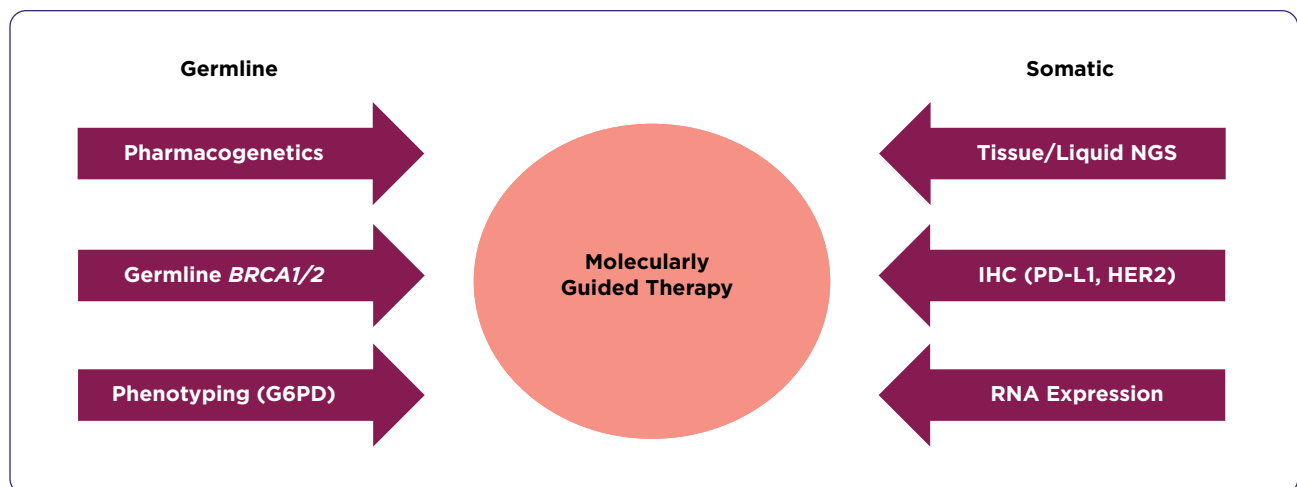 Germline
Pharmacogenetics
Germline BRCA1/2
Phenotyping (G6PD)
Molecularly
Guided Therapy
Somatic
Tissue/Liquid NGS
IHC (PD-L1, HER2)
RNA Expression